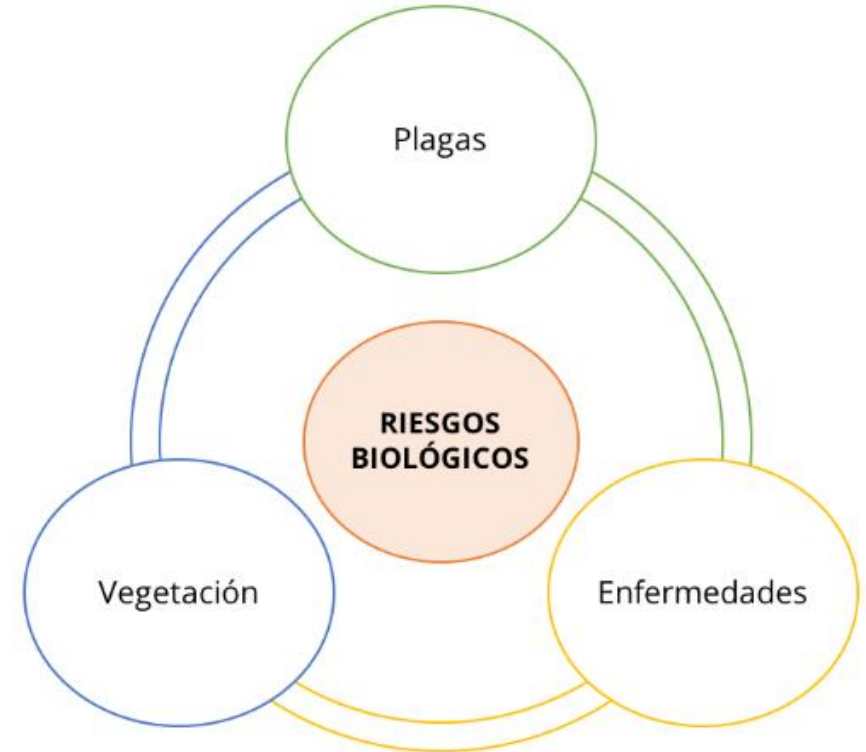 Plagas
RIESGOS
BIOLÓGICOS
Vegetación
Enfermedades